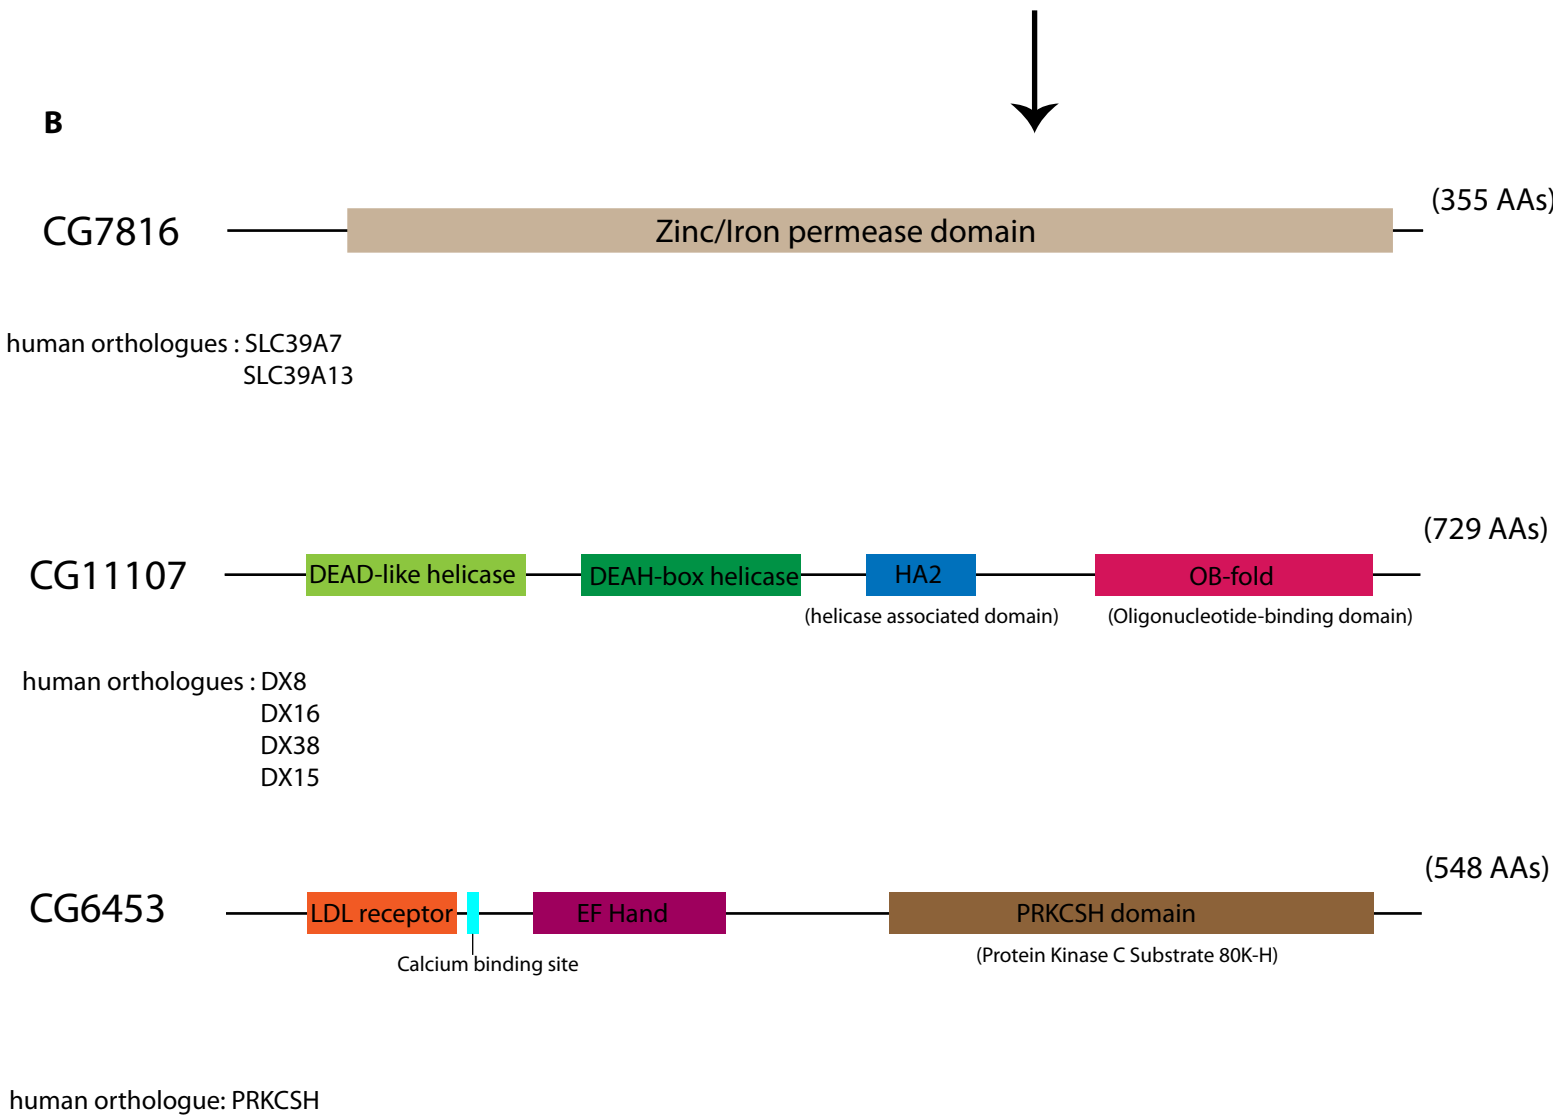 B
(355 AAs)
CG7816
Zinc/Iron permease domain
human orthologues : SLC39A7
SLC39A13
(729 AAs)
CG11107
DEAD-like helicase
DEAH-box helicase
HA2
OB-fold
(helicase associated domain)
(Oligonucleotide-binding domain)
human orthologues : DX8
DX16
DX38
DX15
(548 AAs)
CG6453
LDL receptor
EF Hand
PRKCSH domain
Calcium binding site
(Protein Kinase C Substrate 80K-H)
human orthologue: PRKCSH